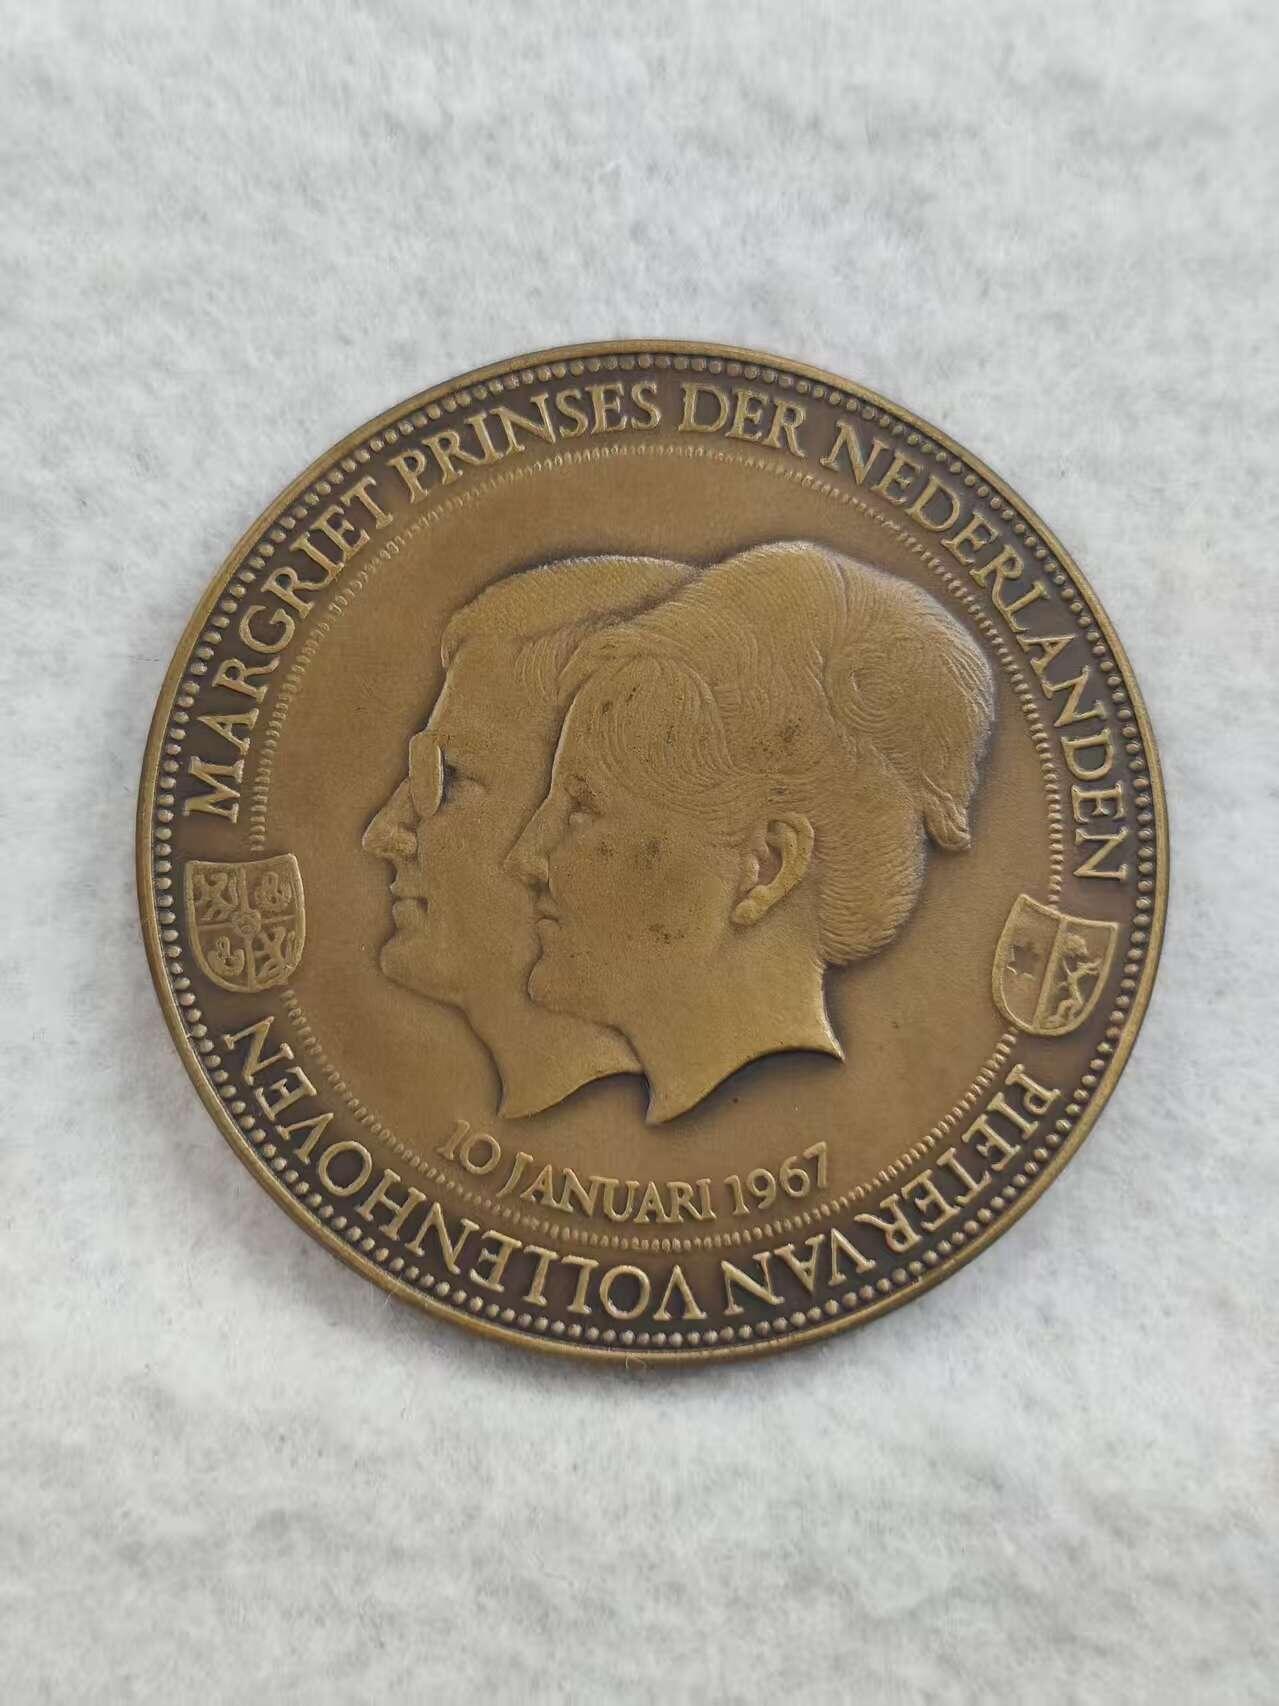 MARGRIET PRINSES DER NEDERLANDEN
PIETER VAN VOLLENHOVEN
10 JANUARI 1967